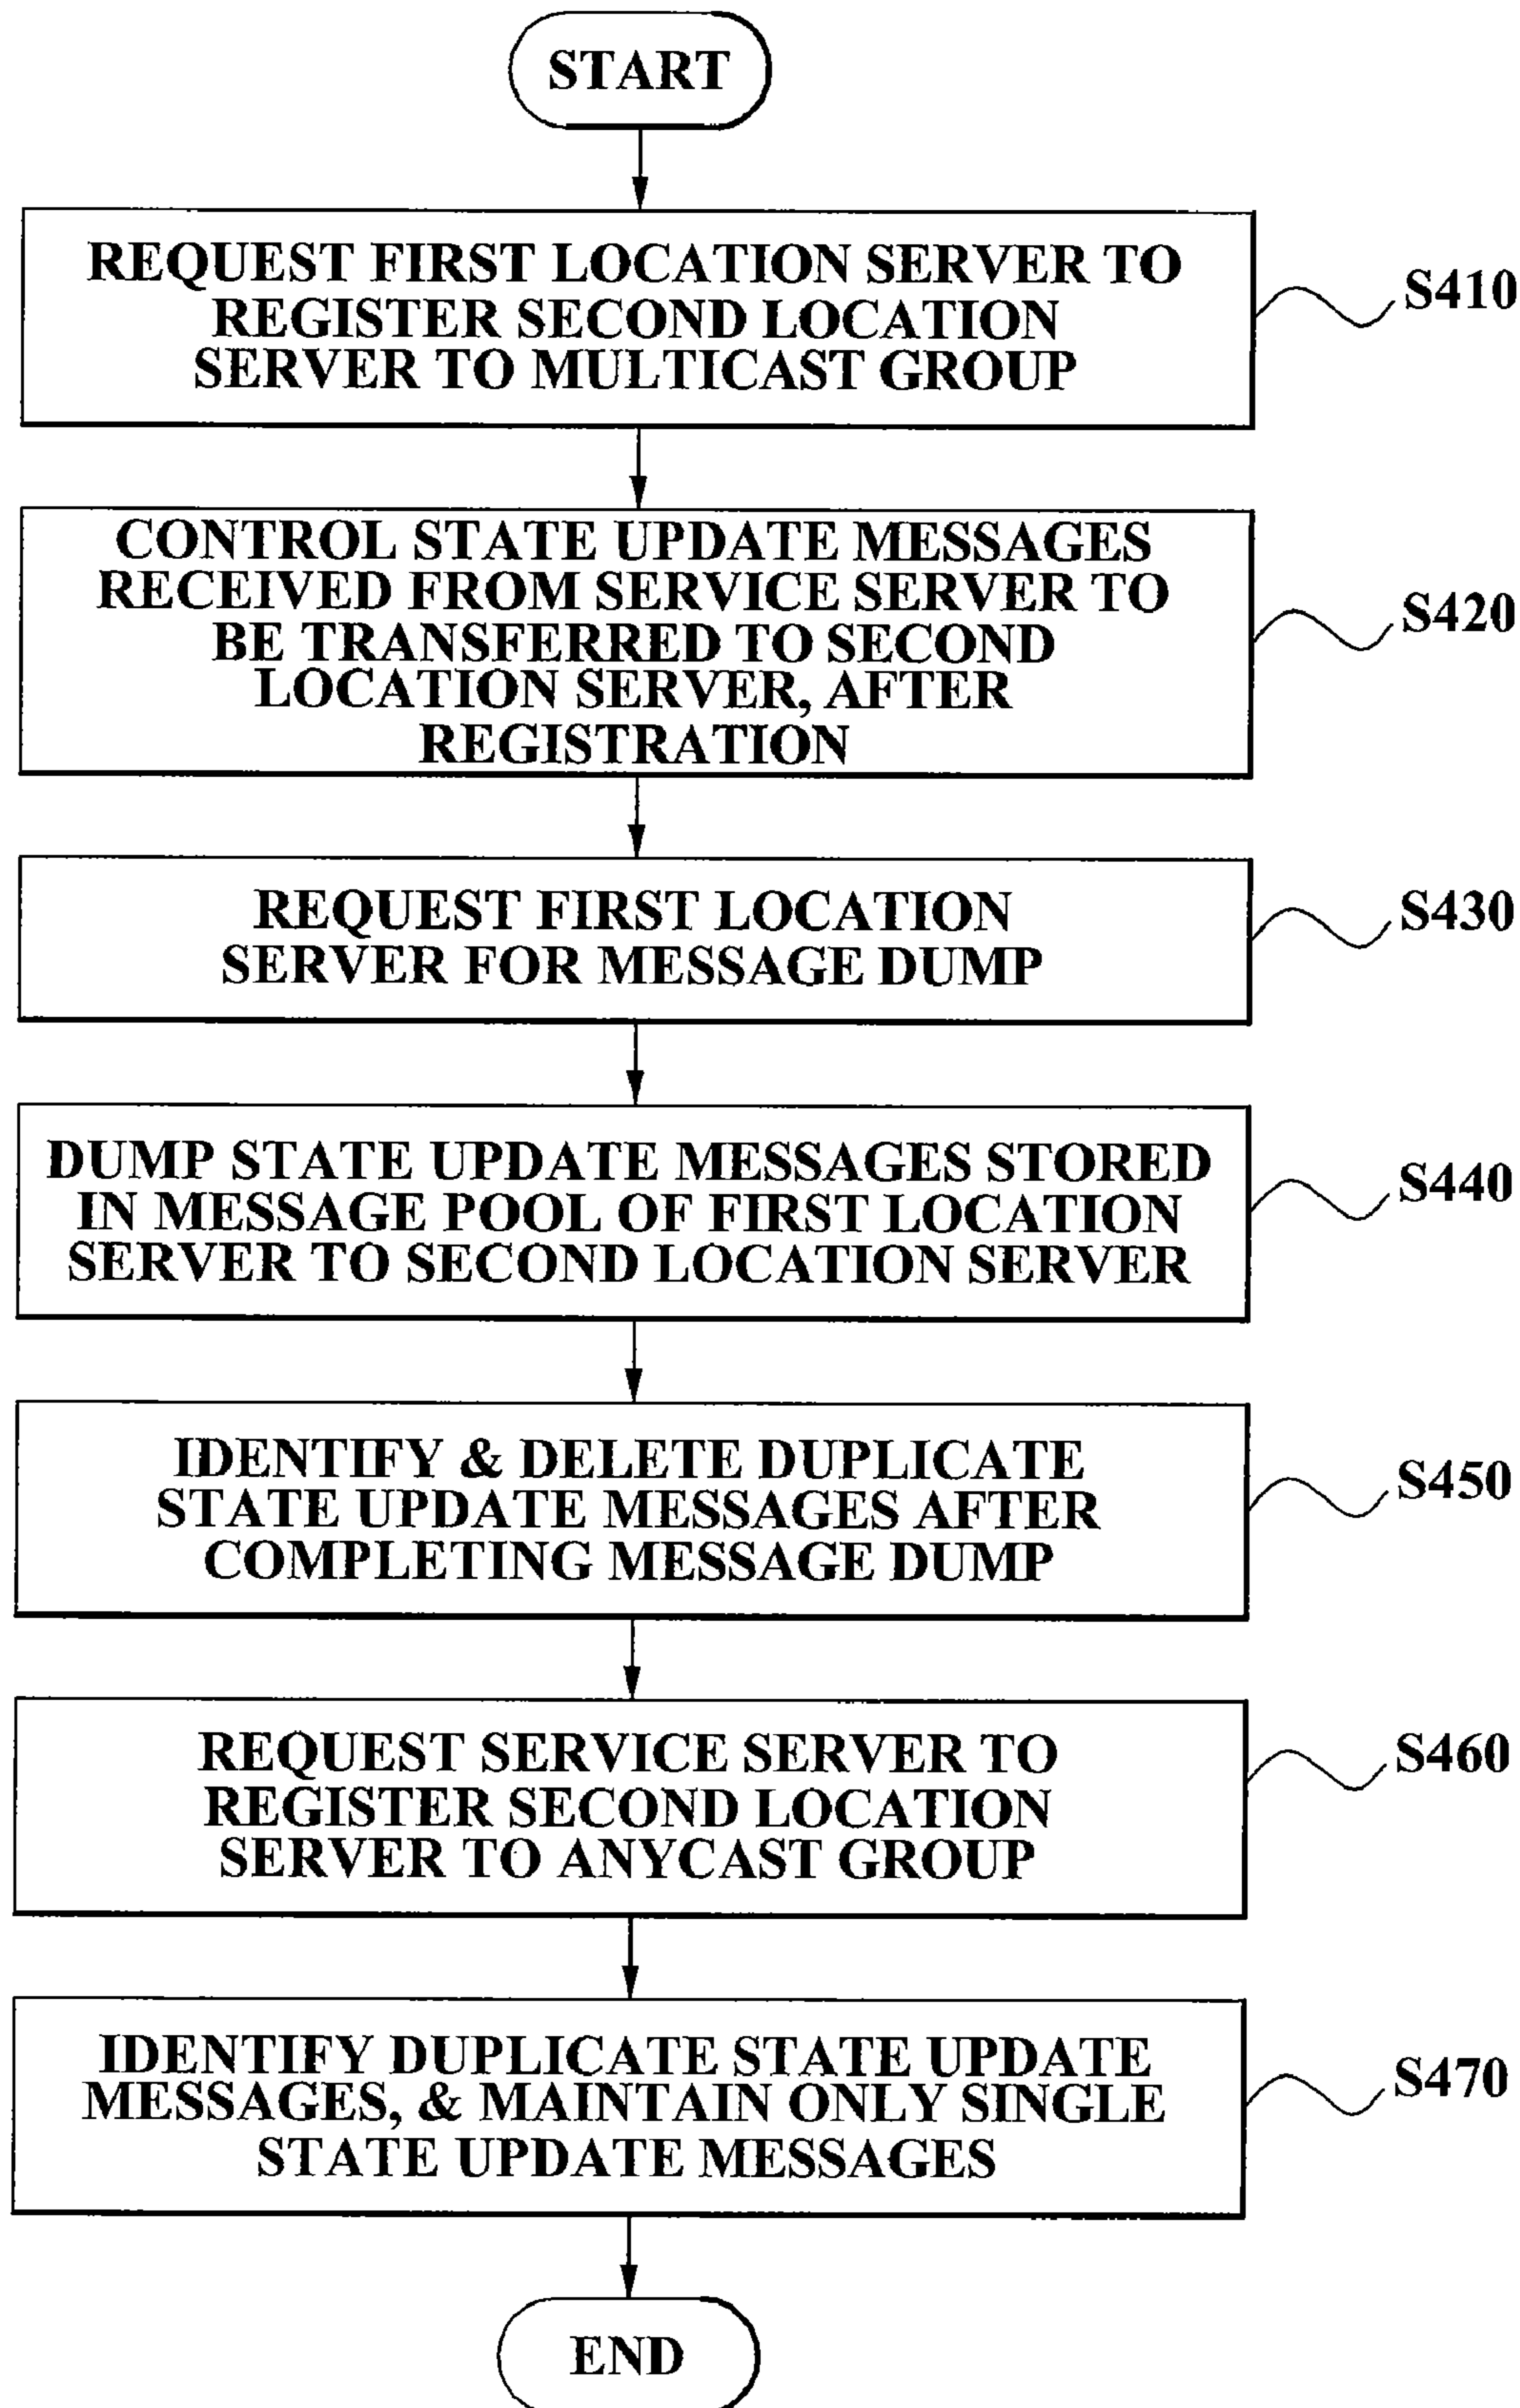 START
REQUEST FIRST LOCATION SERVER TO
REGISTER SECOND LOCATION
SERVER TO MULTICAST GROUP
S410
CONTROL STATE UPDATE MESSAGES
RECEIVED FROM SERVICE SERVER TO
BE TRANSFERRED TO SECOND
LOCATION SERVER, AFTER
REGISTRATION
S420
REQUEST FIRST LOCATION
SERVER FOR MESSAGE DUMP
S430
DUMP STATE UPDATE MESSAGES STORED
IN MESSAGE POOL OF FIRST LOCATION
SERVER TO SECOND LOCATION SERVER
S440
IDENTIFY & DELETE DUPLICATE
STATE UPDATE MESSAGES AFTER
COMPLETING MESSAGE DUMP
S450
REQUEST SERVICE SERVER TO
REGISTER SECOND LOCATION
SERVER TO ANYCAST GROUP
S460
IDENTIFY DUPLICATE STATE UPDATE
MESSAGES, & MAINTAIN ONLY SINGLE
STATE UPDATE MESSAGES
S470
END